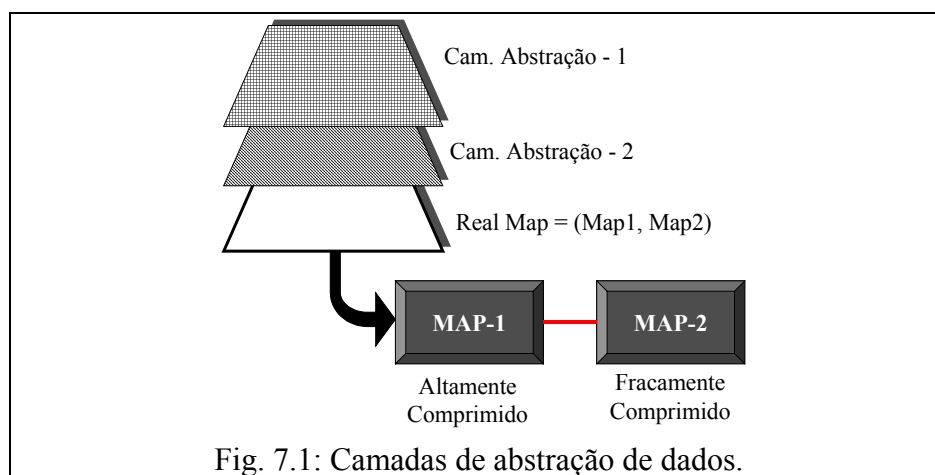 Cam. Abstração - 1
Cam. Abstração - 2
Real Map = (Map1, Map2)
MAP-1
MAP-2
Altamente
Comprimido
Fracamente
Comprimido
Fig. 7.1: Camadas de abstração de dados.